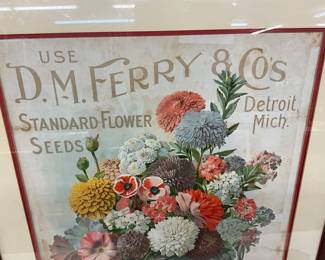 USE
D.M. FERRY & CO'S
STANDARD FLOWER
SEEDS
Detroit,
Mich.